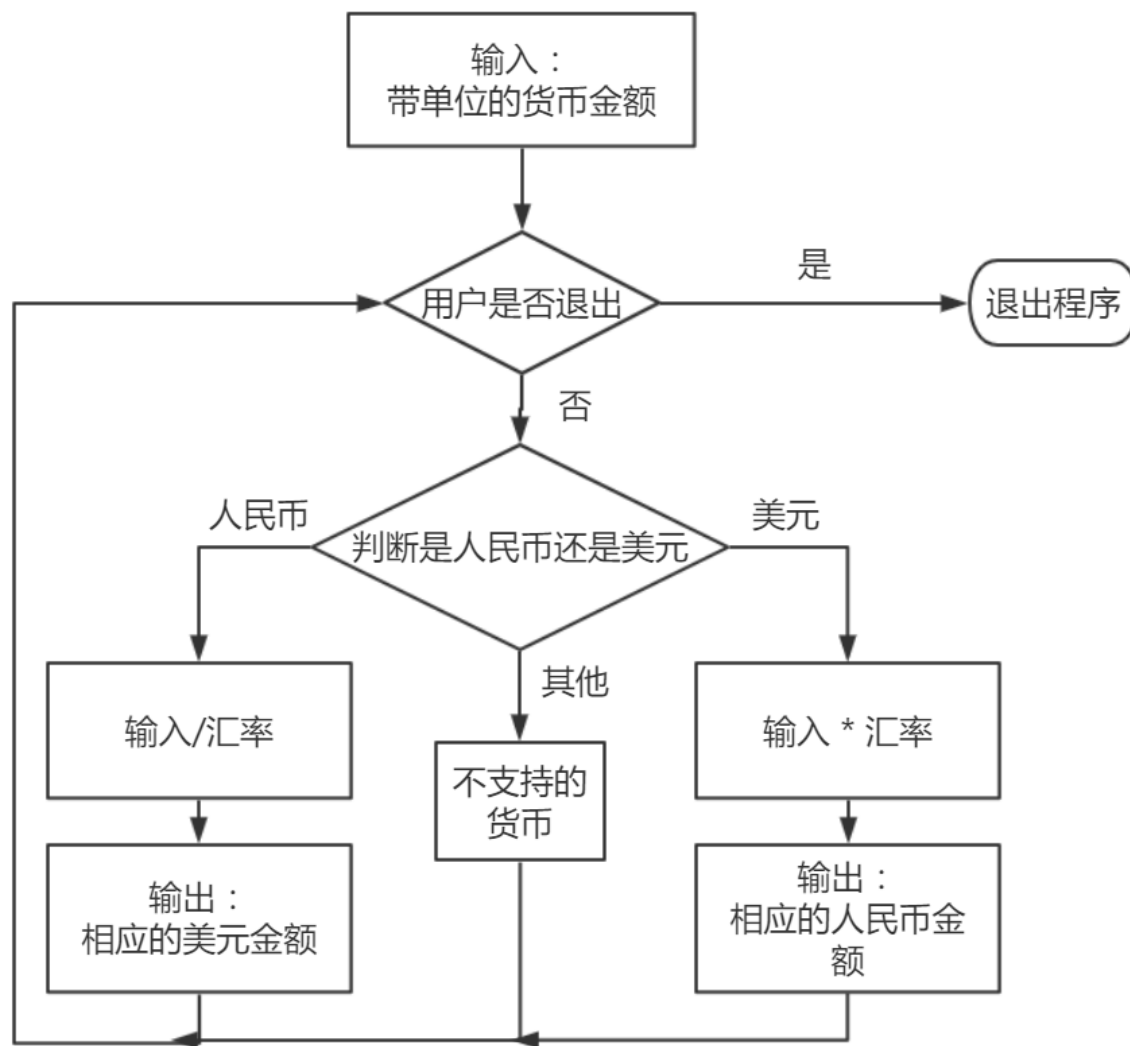 输入：
带单位的货币金额
用户是否退出
是
退出程序
否
人民币
判断是人民币还是美元
美元
其他
输入/汇率
不支持的
货币
输入 * 汇率
输出：
相应的美元金额
输出：
相应的人民币金
额